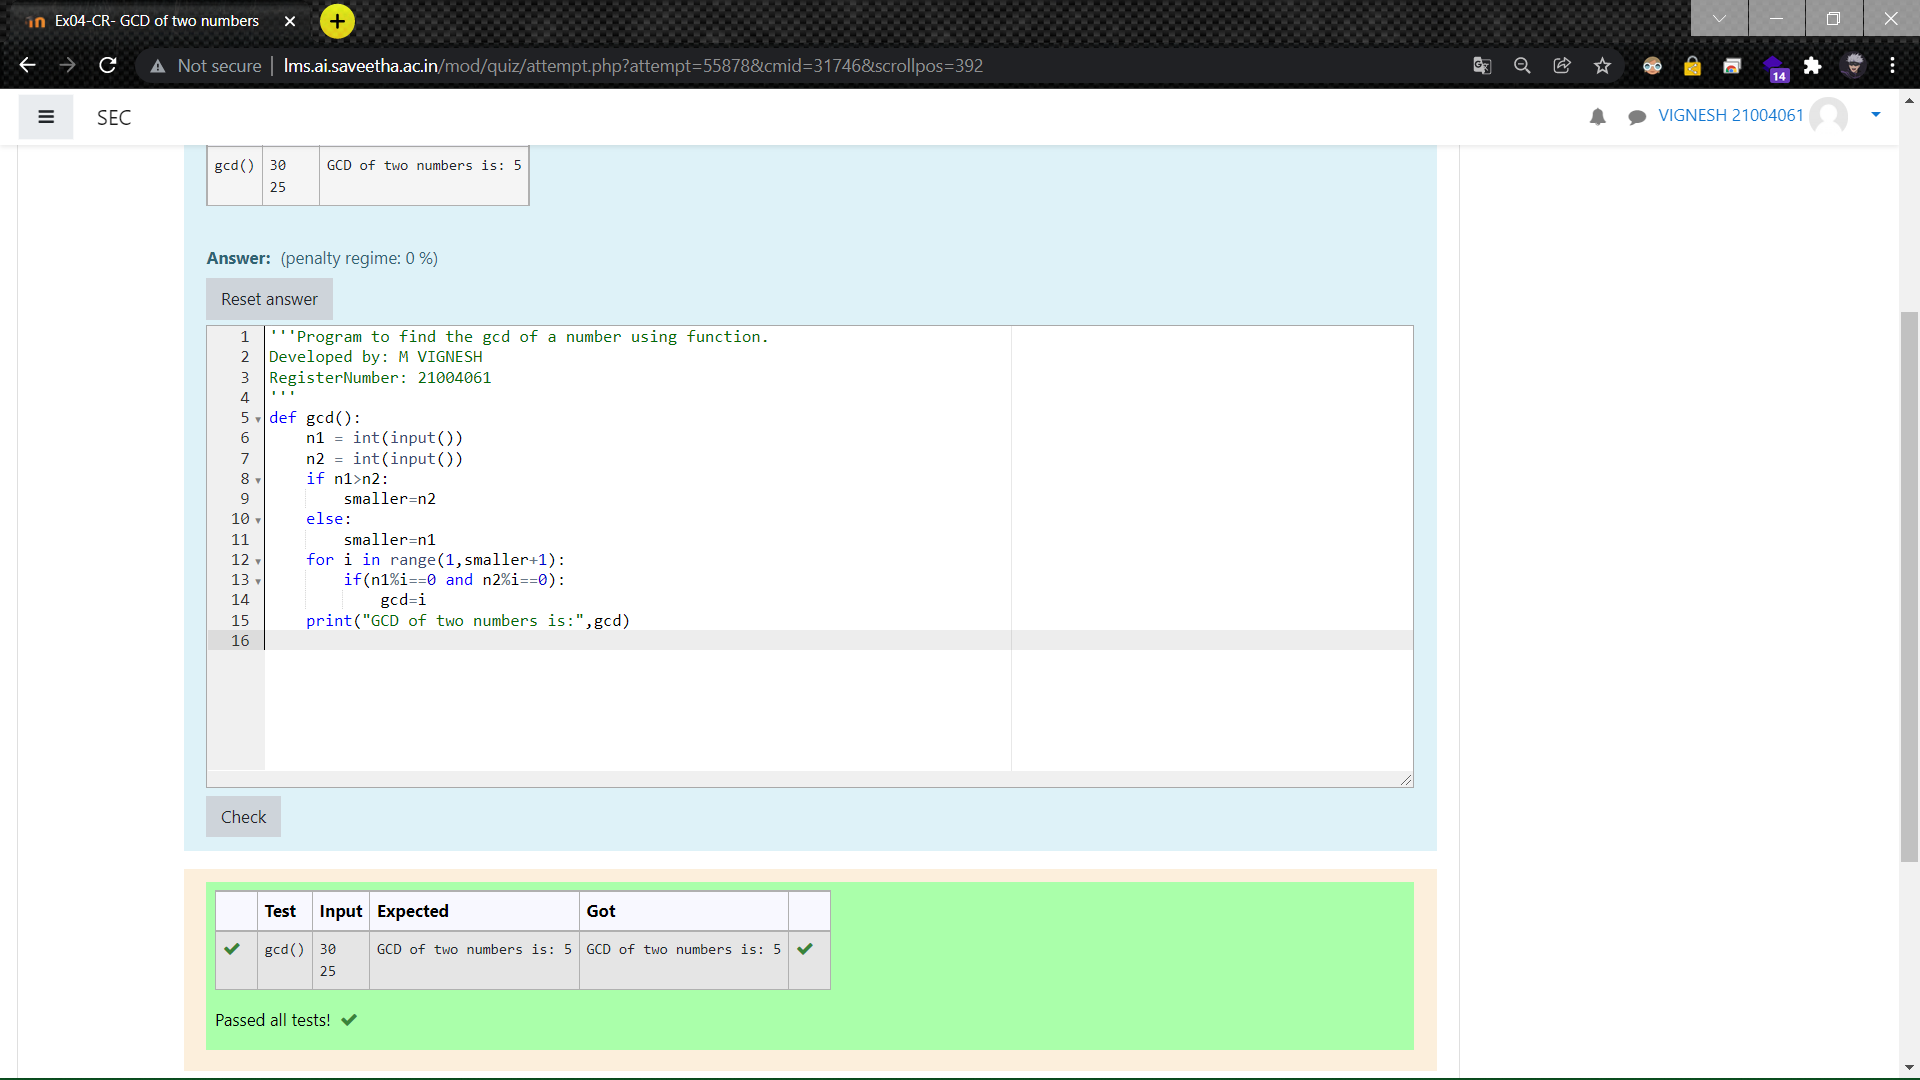 Ex04-CR- GCD of two numbers
Not secure | lms.ai.saveetha.ac.in/mod/quiz/attempt.php?attempt=55878&cmid=31746&scrollpos=392
14
SEC
VIGNESH 21004061
gcd() 30 GCD of two numbers is: 5
25
Answer: (penalty regime: 0 %)
Reset answer
1 '''Program to find the gcd of a number using function.
2 Developed by: M VIGNESH
3 RegisterNumber: 21004061
4 '''
5 def gcd():
6 n1 = int(input())
7 n2 = int(input())
8 if n1>n2:
9 smaller=n2
10 else:
11 smaller=n1
12 for i in range(1,smaller+1):
13 if(n1%i==0 and n2%i==0):
14 gcd=i
15 print("GCD of two numbers is:",gcd)
16
Check
Test Input Expected Got
gcd() 30 GCD of two numbers is: 5 GCD of two numbers is: 5
25
Passed all tests!